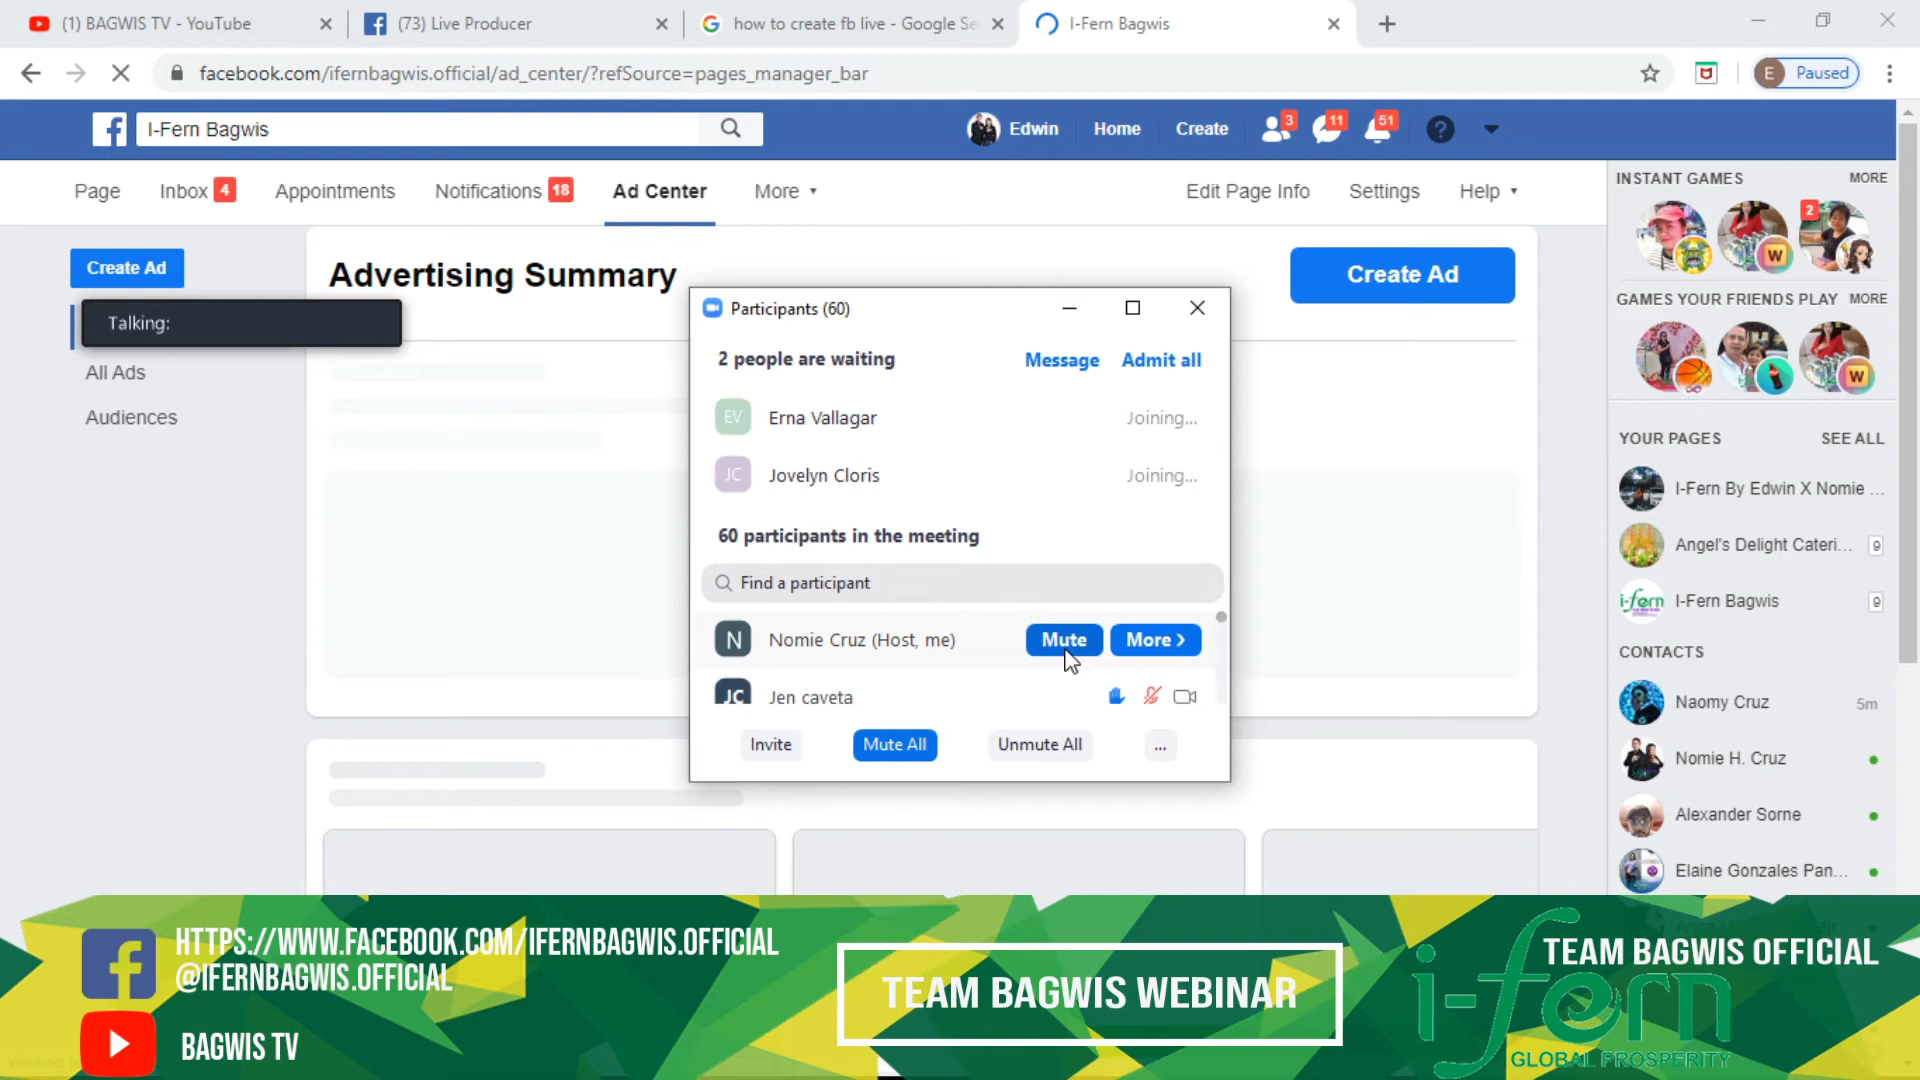 (1) BAGWIS TV - YouTube
(73) Live Producer
how to create fb live - Google Se
I-Fern Bagwis
facebook.com/ifernbagwis.official/ad_center/?refSource=pages_manager_bar
E Paused
I-Fern Bagwis
Edwin
Home
Create
3
11
51
Page
Inbox 4
Appointments
Notifications 18
Ad Center
More
Edit Page Info
Settings
Help
Create Ad
Talking:
All Ads
Audiences
Advertising Summary
Create Ad
Participants (60)
2 people are waiting
Message
Admit all
EV Erna Vallagar Joining...
JC Jovelyn Cloris Joining...
60 participants in the meeting
Find a participant
N Nomie Cruz (Host, me) Mute More >
JC Jen caveta
Invite
Mute All
Unmute All
...
INSTANT GAMES MORE
2
W
GAMES YOUR FRIENDS PLAY MORE
W
YOUR PAGES SEE ALL
I-Fern By Edwin X Nomie ...
Angel's Delight Cateri... 9
i-fern I-Fern Bagwis 9
CONTACTS
Naomy Cruz 5m
Nomie H. Cruz
Alexander Sorne
Elaine Gonzales Pan...
HTTPS://WWW.FACEBOOK.COM/IFERNBAGWIS.OFFICIAL
@IFERNBAGWIS.OFFICIAL
BAGWIS TV
TEAM BAGWIS WEBINAR
TEAM BAGWIS OFFICIAL
i-fern
GLOBAL PROSPERITY